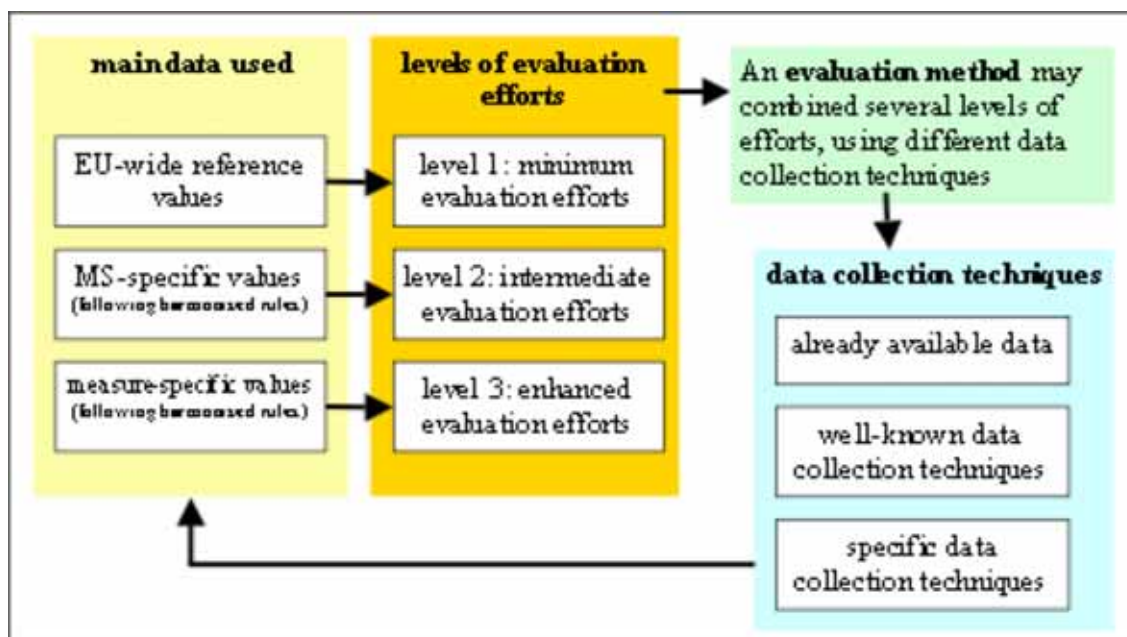 main data used
EU-wide reference
values
MS-specific values
(following harmonised rules)
measure-specific values
(following harmonised rules)
levels of evaluation
efforts
level 1: minimum
evaluation efforts
level 2: intermediate
evaluation efforts
level 3: enhanced
evaluation efforts
An evaluation method may
combined several levels of
efforts, using different data
collection techniques
data collection techniques
already available data
well-known data
collection techniques
specific data
collection techniques